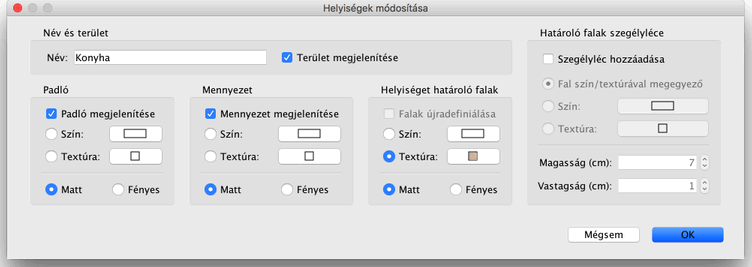 Helyiségek módosítása
Név és terület
Név: Konyha
Terület megjelenítése
Padló
Padló megjelenítése
Szín:
Textúra:
Matt Fényes
Mennyezet
Mennyezet megjelenítése
Szín:
Textúra:
Matt Fényes
Helyiséget határoló falak
Falak újradefiniálása
Szín:
Textúra:
Matt Fényes
Határoló falak szegélyléce
Szegélyléc hozzáadása
Fal szín/textúrával megegyező
Szín:
Textúra:
Magasság (cm): 7
Vastagság (cm): 1
Mégsem OK